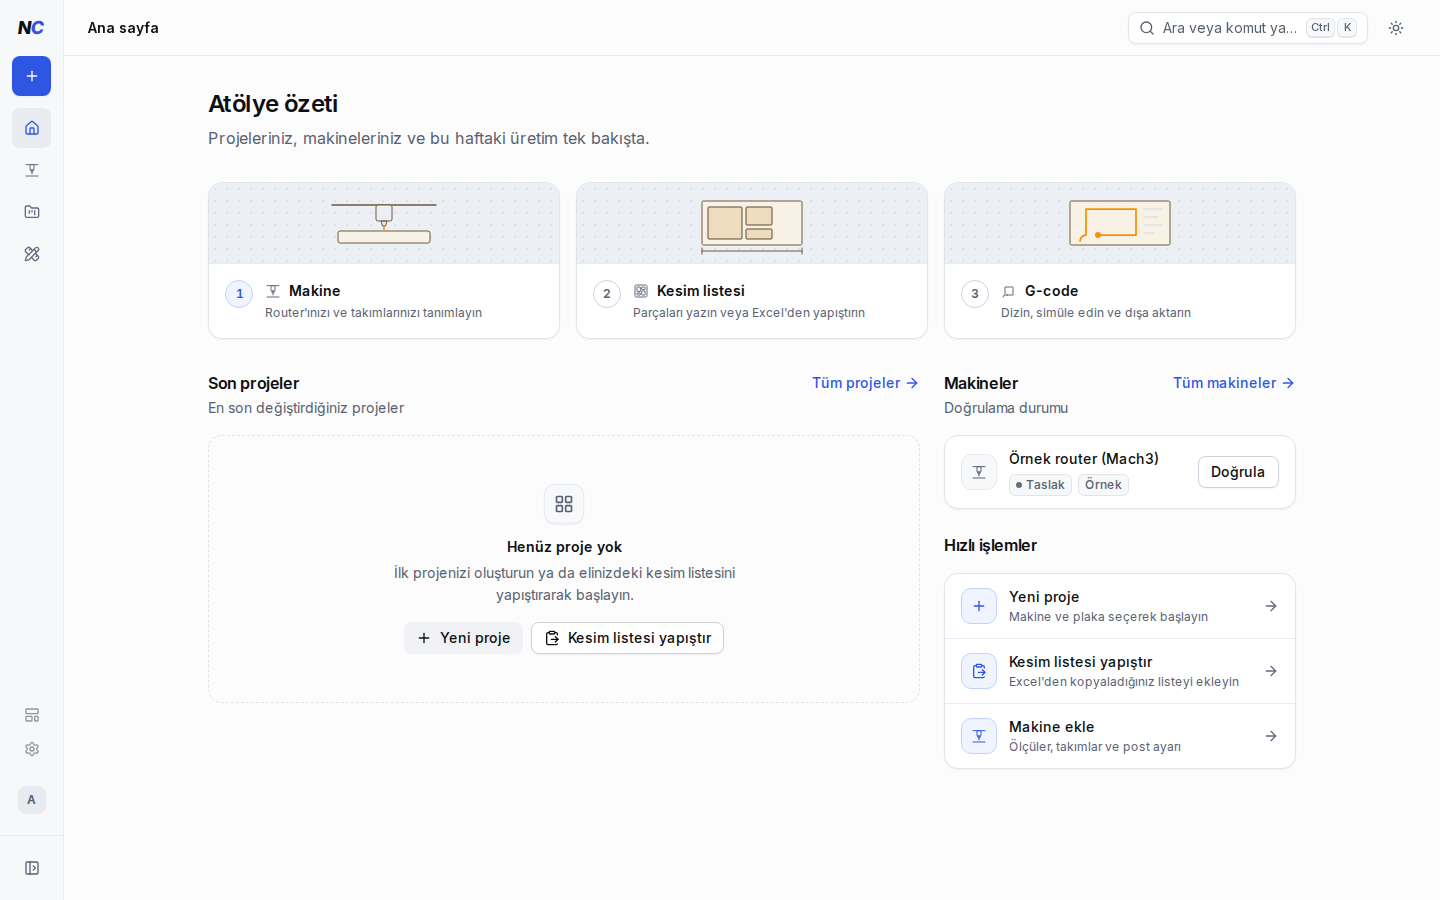 NC
Ana sayfa
Ara veya komut ya...
Ctrl
K
Atölye özeti
Projeleriniz, makineleriniz ve bu haftaki üretim tek bakışta.
1
Makine
Router'ınızı ve takımlarınızı tanımlayın
2
Kesim listesi
Parçaları yazın veya Excel'den yapıştırın
3
G-code
Dizin, simüle edin ve dışa aktarın
Son projeler
Tüm projeler
En son değiştirdiğiniz projeler
Henüz proje yok
İlk projenizi oluşturun ya da elinizdeki kesim listesini
yapıştırarak başlayın.
Yeni proje
Kesim listesi yapıştır
Makineler
Tüm makineler
Doğrulama durumu
Örnek router (Mach3)
Taslak
Örnek
Doğrula
Hızlı işlemler
Yeni proje
Makine ve plaka seçerek başlayın
Kesim listesi yapıştır
Excel'den kopyaladığınız listeyi ekleyin
Makine ekle
Ölçüler, takımlar ve post ayarı
A